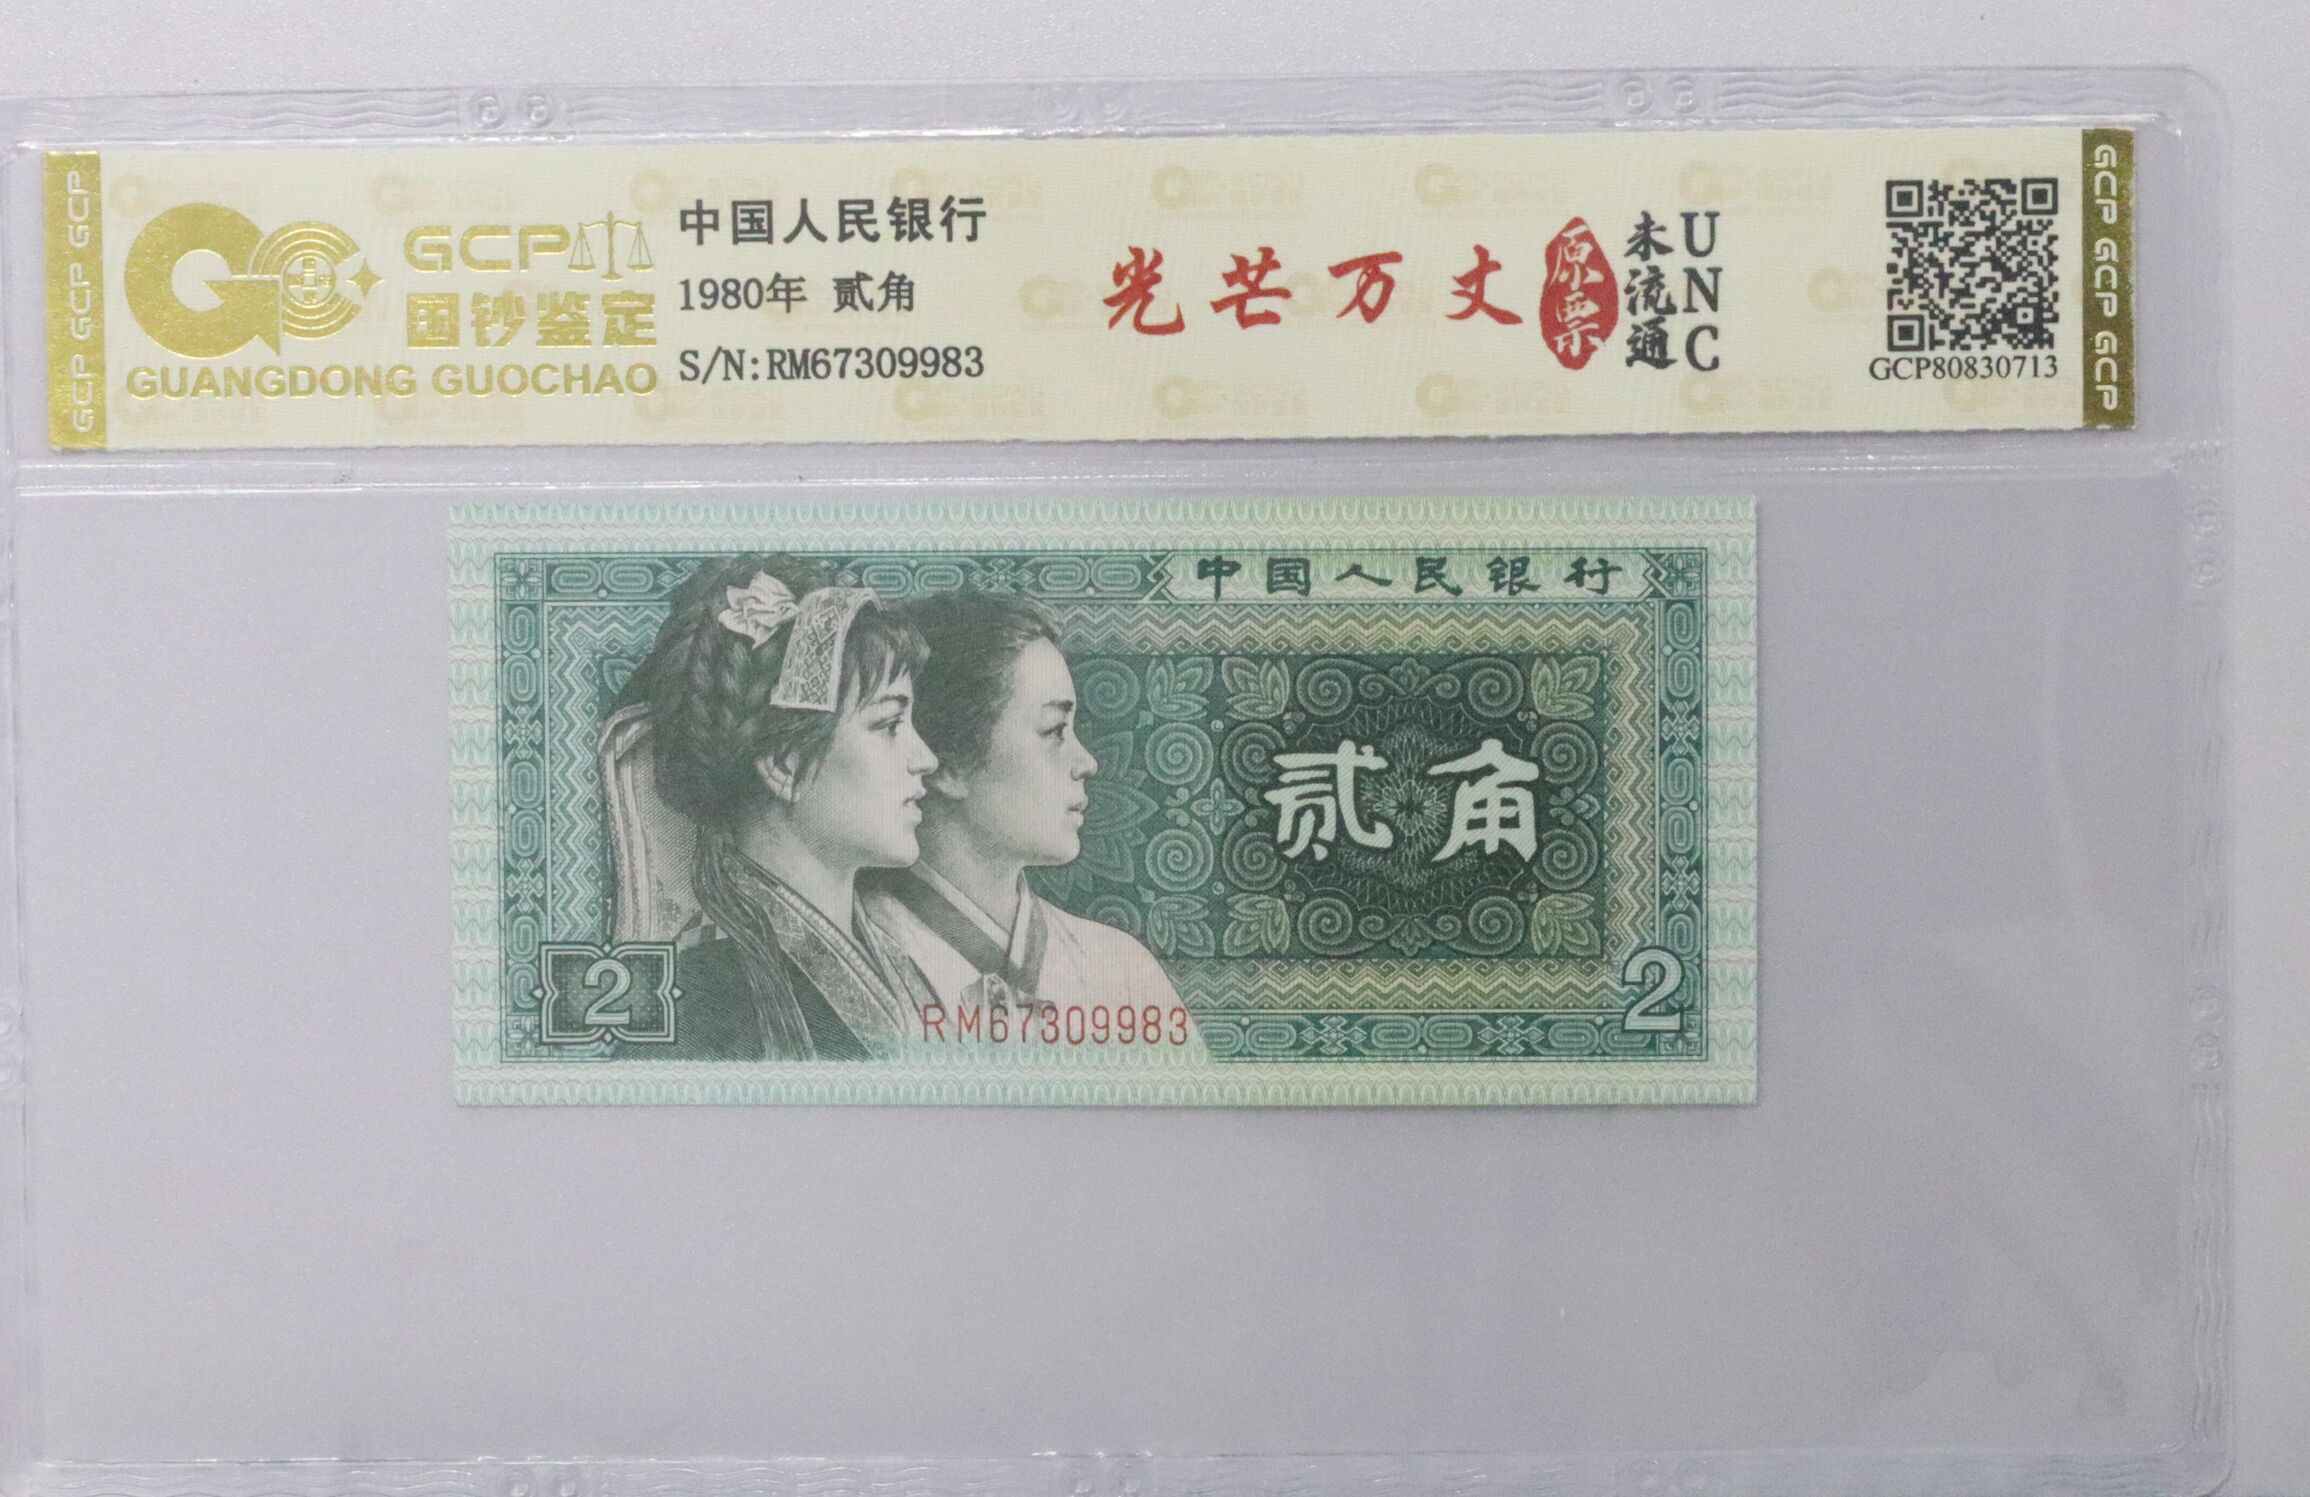 GCP GCP GCP
GCP
国钞鉴定
GUANGDONG GUOCHAO
中国人民银行
1980年 贰角
S/N:RM67309983
光芒万丈
原票
未流通
UNC
GCP80830713
GCP GCP GCP
中国人民银行
贰角
2
RM67309983
2